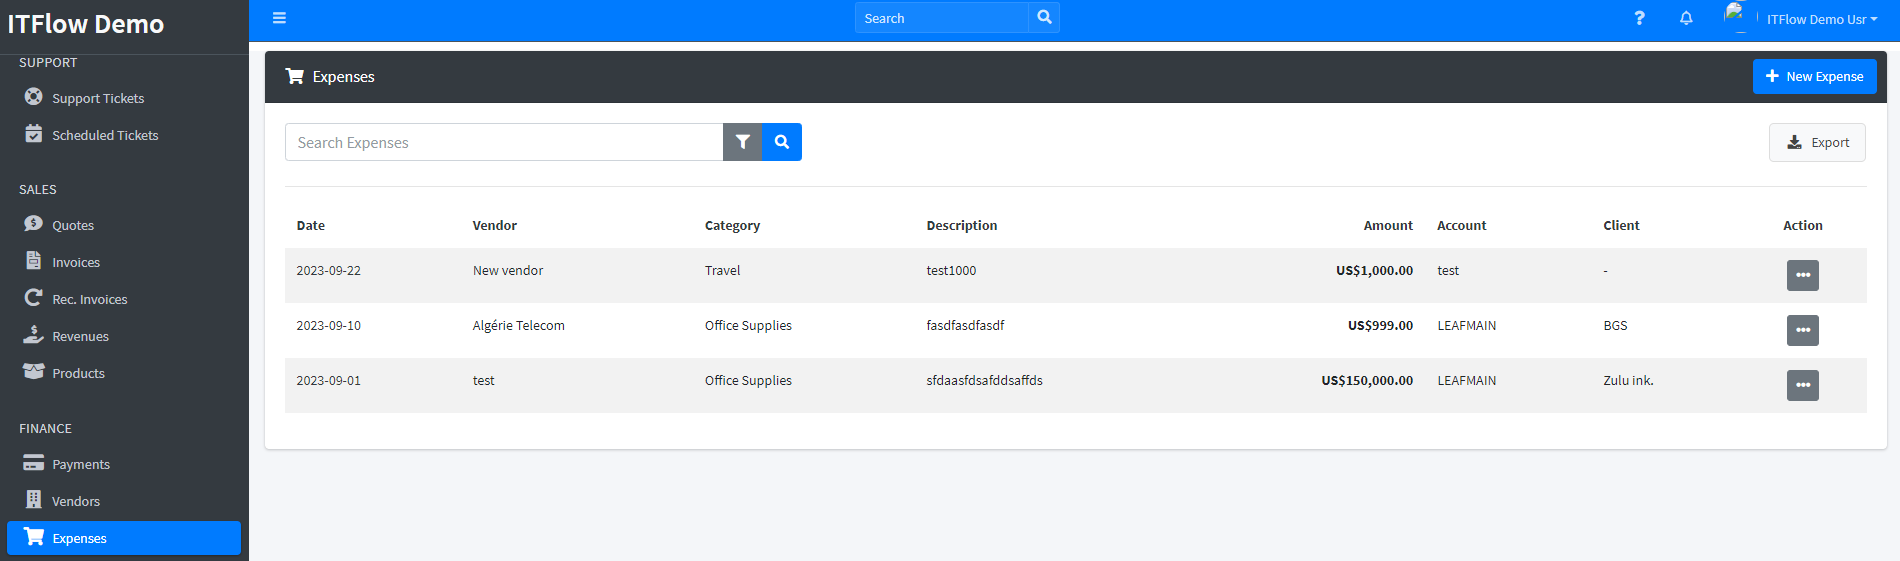 ITFlow Demo
Search
?
ITFlow Demo Usr
SUPPORT
Support Tickets
Scheduled Tickets
SALES
Quotes
Invoices
Rec. Invoices
Revenues
Products
FINANCE
Payments
Vendors
Expenses
Expenses
New Expense
Search Expenses
Export
Date Vendor Category Description Amount Account Client Action
2023-09-22 New vendor Travel test1000 US$1,000.00 test -
2023-09-10 Algérie Telecom Office Supplies fasdfasdfasdf US$999.00 LEAFMAIN BGS
2023-09-01 test Office Supplies sfdaasfdsafddsaffds US$150,000.00 LEAFMAIN Zulu ink.